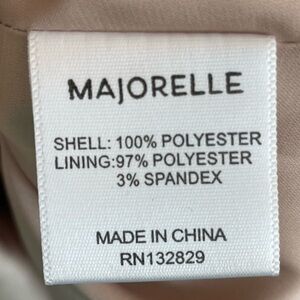 MAJORELLE
SHELL: 100% POLYESTER
LINING: 97% POLYESTER
3% SPANDEX
MADE IN CHINA
RN132829